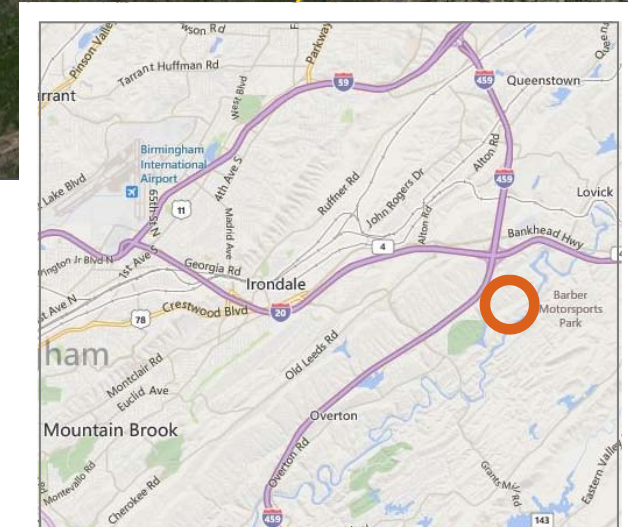 Pinson Valley
Parkway
Tarrant Huffman Rd
59
459
Queenstown
rrant
West Blvd
Birmingham
International
Airport
4th Ave S
65th St N
Lake Blvd
11
Ruffner Rd
John Rogers Dr
Alton Rd
459
Lovick
Madrid Ave
Alton Rd
4
Bankhead Hwy
4
1st Ave S
Georgia Rd
Irondale
Ave N
78
Crestwood Blvd
20
Barber
Motorsports
Park
ham
Montclair Rd
Euclid Ave
Old Leeds Rd
Overton
Mountain Brook
Montevallo Rd
Cherokee Rd
Overton Rd
459
Grants Mill Rd
Eastern Valley
143